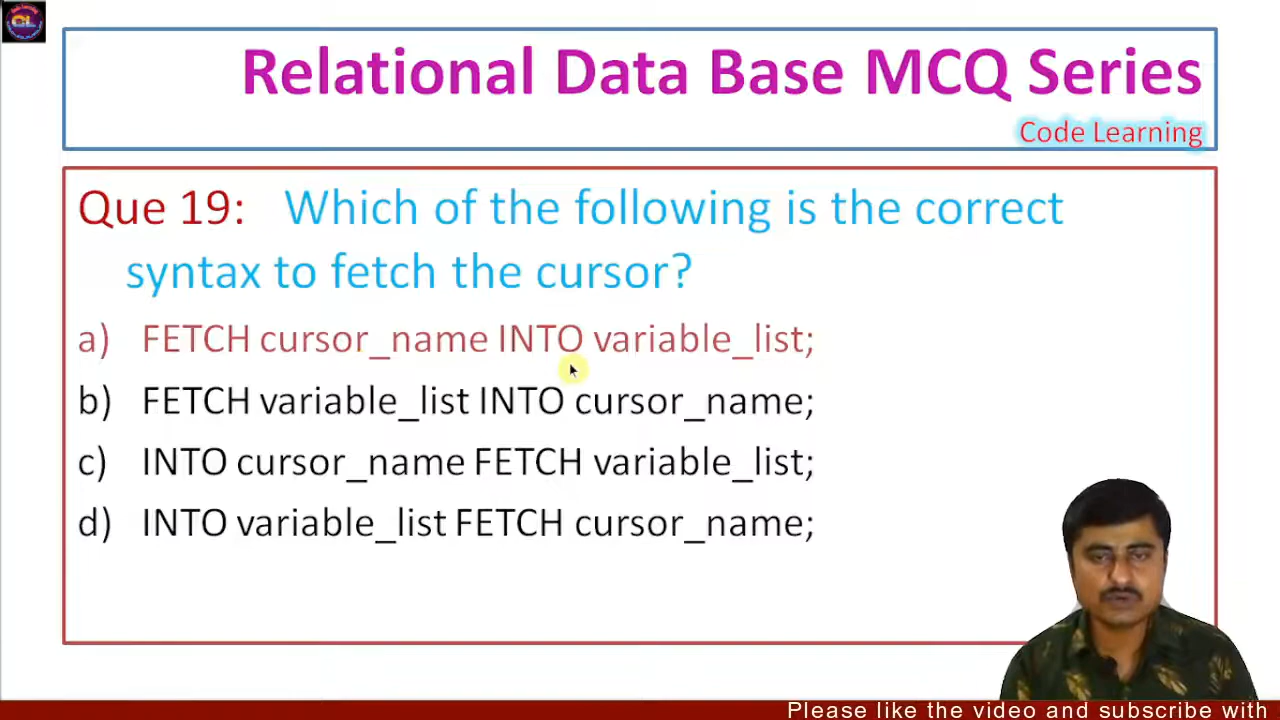 Relational Data Base MCQ Series
Code Learning
Que 19: Which of the following is the correct
syntax to fetch the cursor?
a) FETCH cursor_name INTO variable_list;
b) FETCH variable_list INTO cursor_name;
c) INTO cursor_name FETCH variable_list;
d) INTO variable_list FETCH cursor_name;
Please like the video and subscribe with